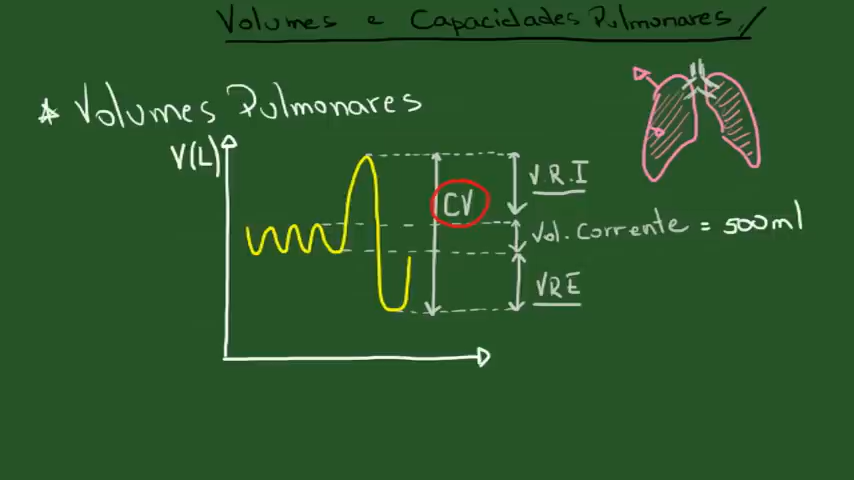 Volumes e Capacidades Pulmonares
* Volumes Pulmonares
V(L)
V.R.I
CV
Vol. Corrente = 500ml
VRE